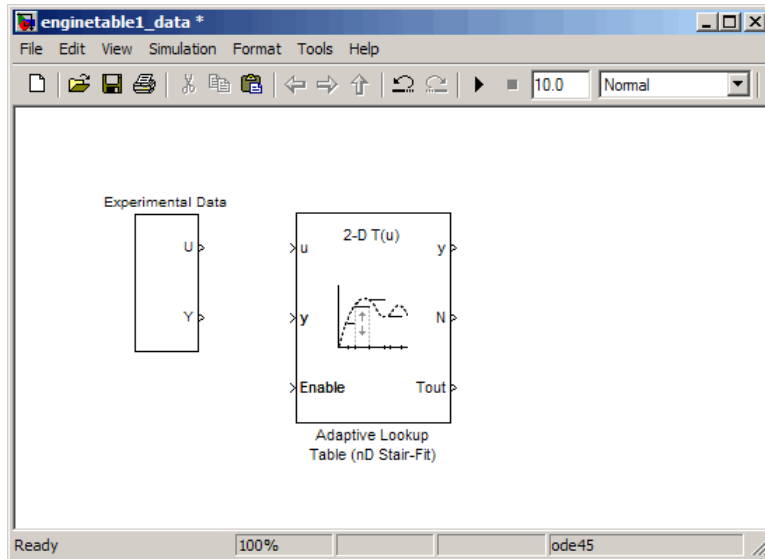 enginetable1_data *
File Edit View Simulation Format Tools Help
10.0 Normal
Experimental Data
U
Y
2-D T(u)
u y
y N
Enable Tout
Adaptive Lookup
Table (nD Stair-Fit)
Ready 100% ode45